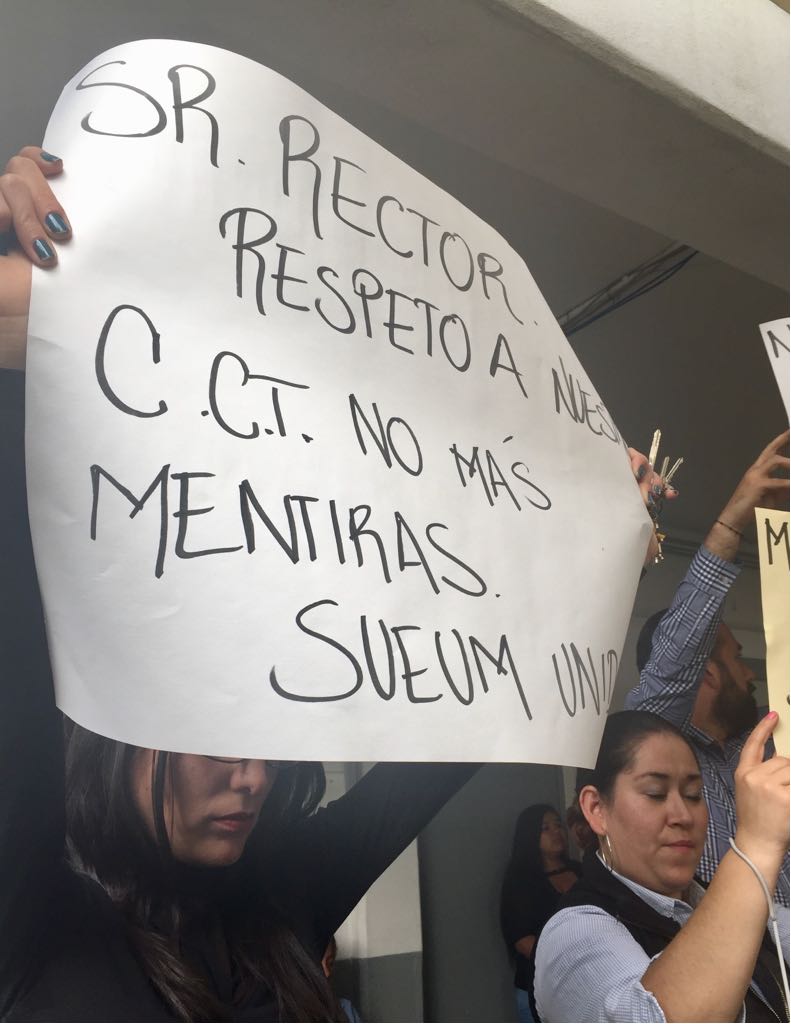 SR. RECTOR..
RESPETO A
C.C.T. NO MÁS
MENTIRAS.
SUEUM